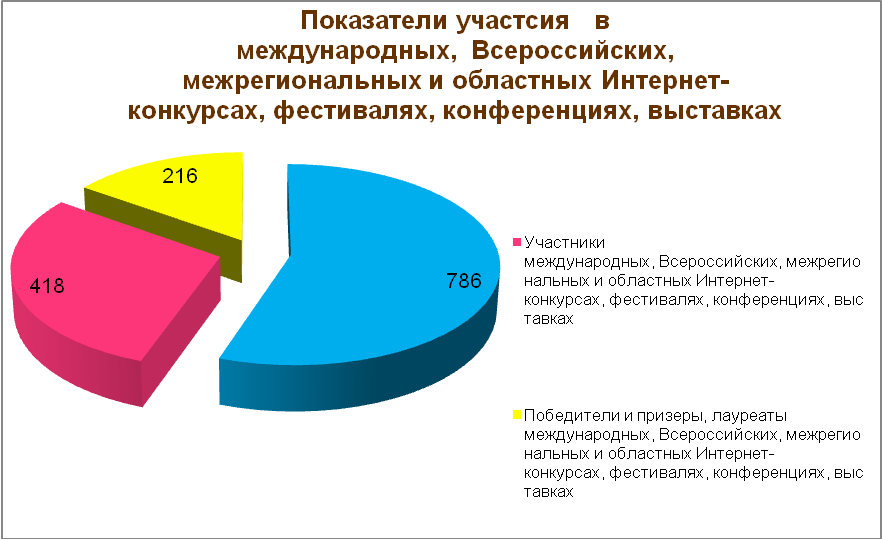 Показатели участсия в
международных, Всероссийских,
межрегиональных и областных Интернет-
конкурсах, фестивалях, конференциях, выставках
216
418
786
Участники
международных, Всероссийских, межрегио
нальных и областных Интернет-
конкурсах, фестивалях, конференциях, выс
тавках
Победители и призеры, лауреаты
международных, Всероссийских, межрегио
нальных и областных Интернет-
конкурсах, фестивалях, конференциях, выс
тавках